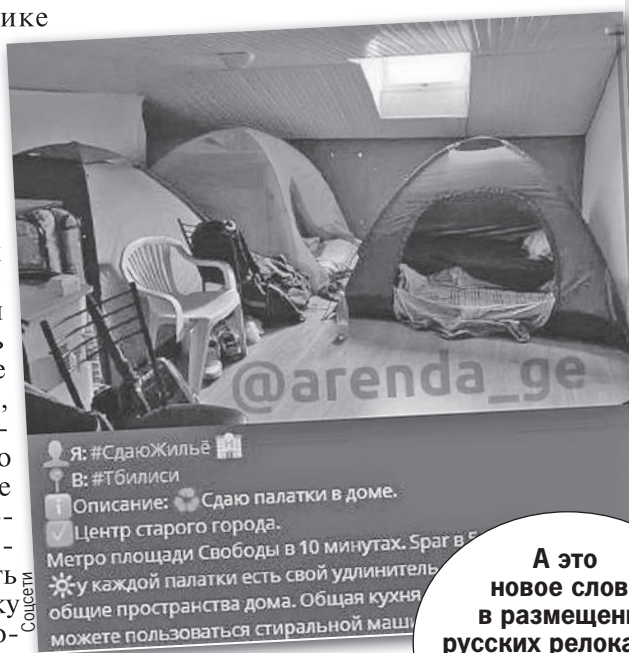 ике
@arenda_ge
Я: #СдаюЖильё
В: #Тбилиси
Описание: Сдаю палатки в доме.
Центр старого города.
Метро площади Свободы в 10 минутах. Spar в
у каждой палатки есть свой удлинитель
общие пространства дома. Общая кухня
можете пользоваться стиральной маши
Соцсети
А это
новое слов
в размещени
русских релока